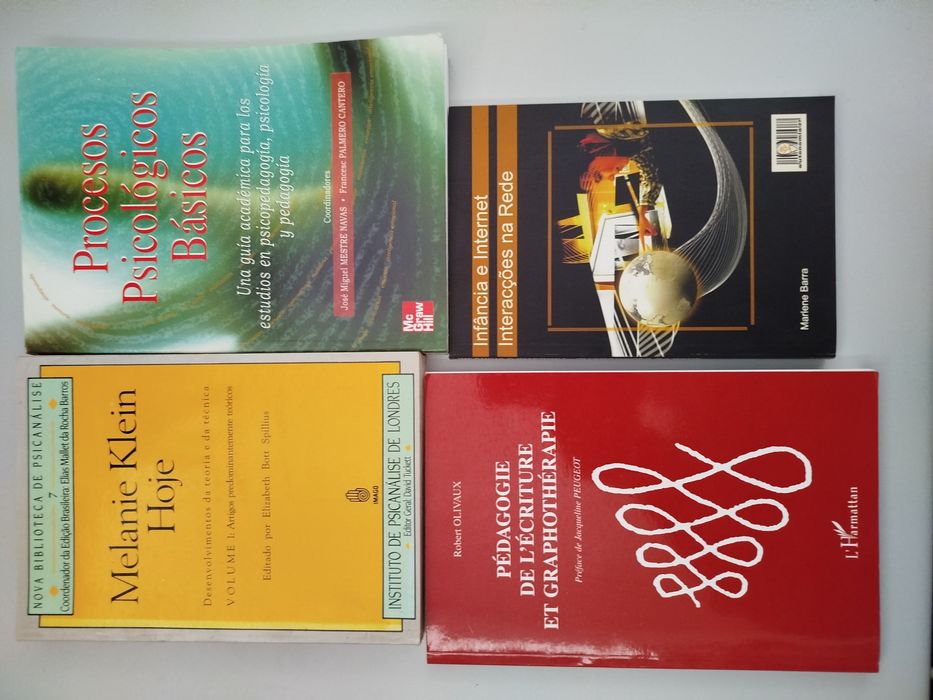 Procesos
Psicológicos
Básicos
Una guía académica para los
estudios en psicopedagogía, psicología
y pedagogía
Coordinadores
José Miguel MESTRE NAVAS • Francesc PALMERO CANTERO
Mc
Graw
Hill
Infância e Internet
Interacções na Rede
Marlene Barra
NOVA BIBLIOTECA DE PSICANÁLISE
7
Coordenador da Edição Brasileira: Elias Mallet da Rocha Barros
Melanie Klein
Hoje
Desenvolvimentos da teoria e da técnica
VOLUME 1: Artigos predominantemente teóricos
Editado por Elizabeth Bott Spillius
IMAGO
INSTITUTO DE PSICANÁLISE DE LONDRES
Editor Geral: David Tuckett
Robert OLIVAUX
PÉDAGOGIE
DE L'ÉCRITURE
ET GRAPHOTHÉRAPIE
Préface de Jacqueline PEUGEOT
L'Harmattan